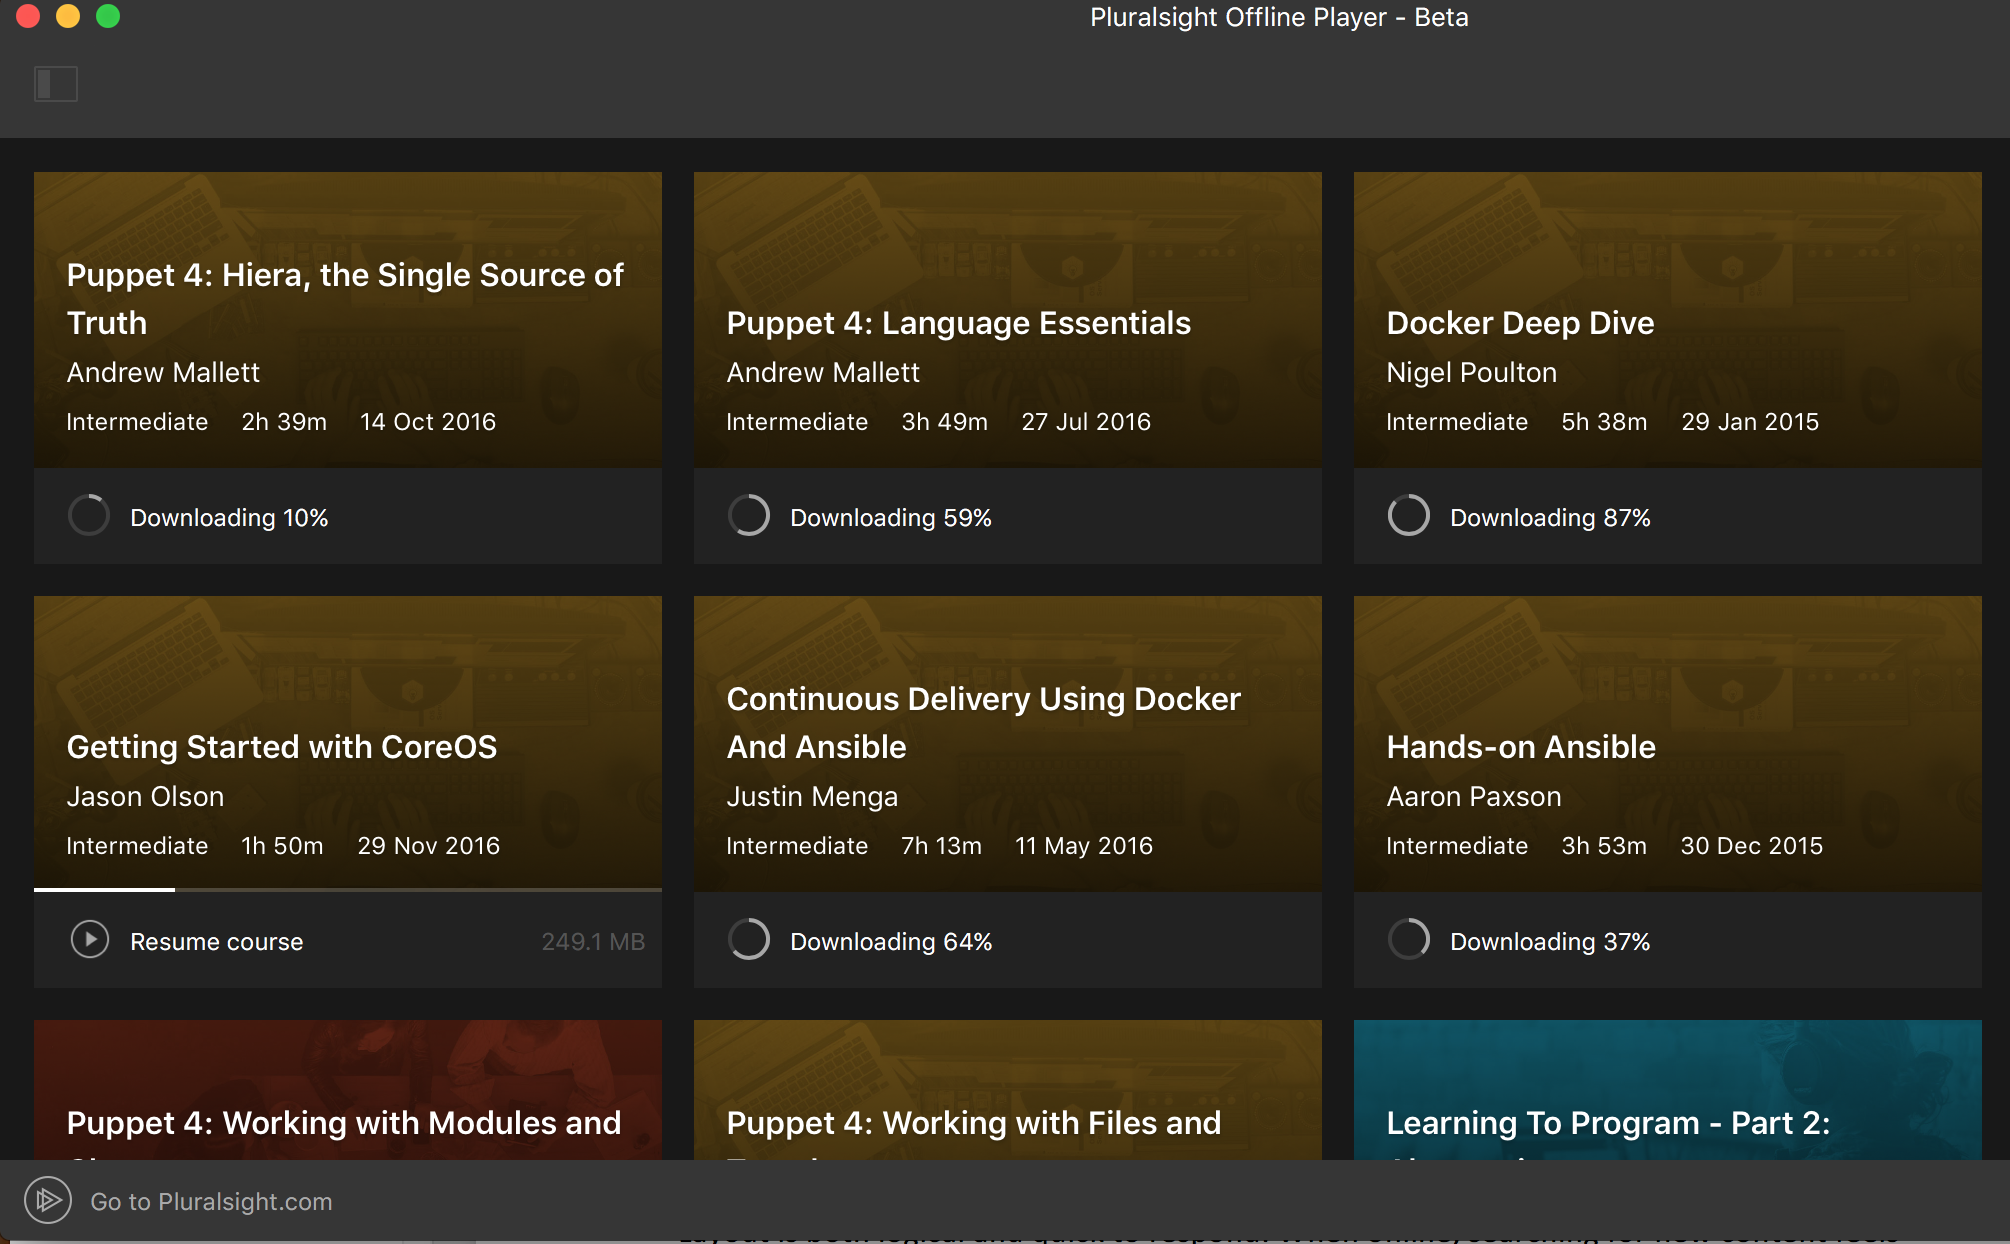 Pluralsight Offline Player - Beta
Puppet 4: Hiera, the Single Source of
Truth
Andrew Mallett
Intermediate 2h 39m 14 Oct 2016
Downloading 10%
Puppet 4: Language Essentials
Andrew Mallett
Intermediate 3h 49m 27 Jul 2016
Downloading 59%
Docker Deep Dive
Nigel Poulton
Intermediate 5h 38m 29 Jan 2015
Downloading 87%
Getting Started with CoreOS
Jason Olson
Intermediate 1h 50m 29 Nov 2016
Resume course 249.1 MB
Continuous Delivery Using Docker
And Ansible
Justin Menga
Intermediate 7h 13m 11 May 2016
Downloading 64%
Hands-on Ansible
Aaron Paxson
Intermediate 3h 53m 30 Dec 2015
Downloading 37%
Puppet 4: Working with Modules and
Puppet 4: Working with Files and
Learning To Program - Part 2:
Go to Pluralsight.com